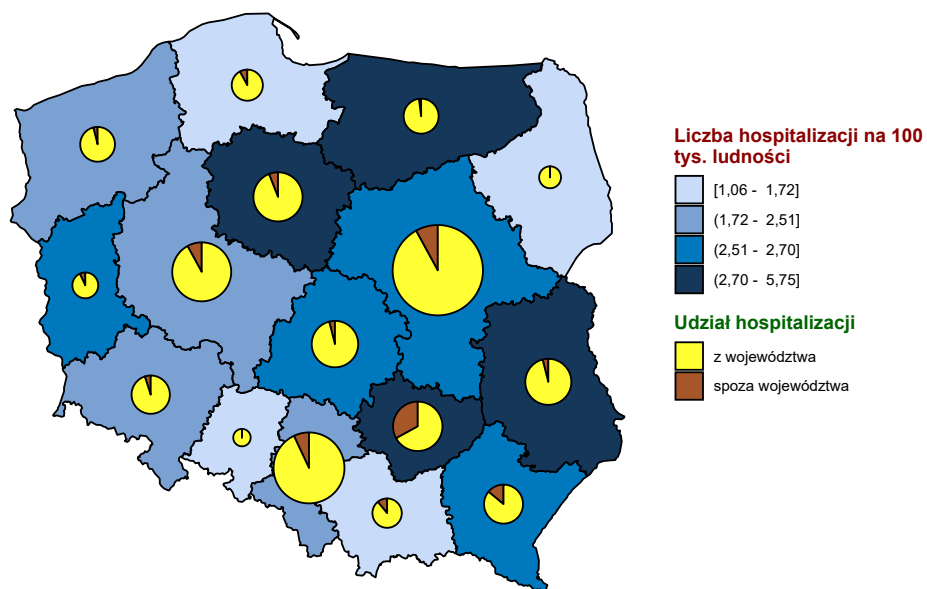 Liczba hospitalizacji na 100
tys. ludności
[1,06 - 1,72]
(1,72 - 2,51]
(2,51 - 2,70]
(2,70 - 5,75]
Udział hospitalizacji
z województwa
spoza województwa